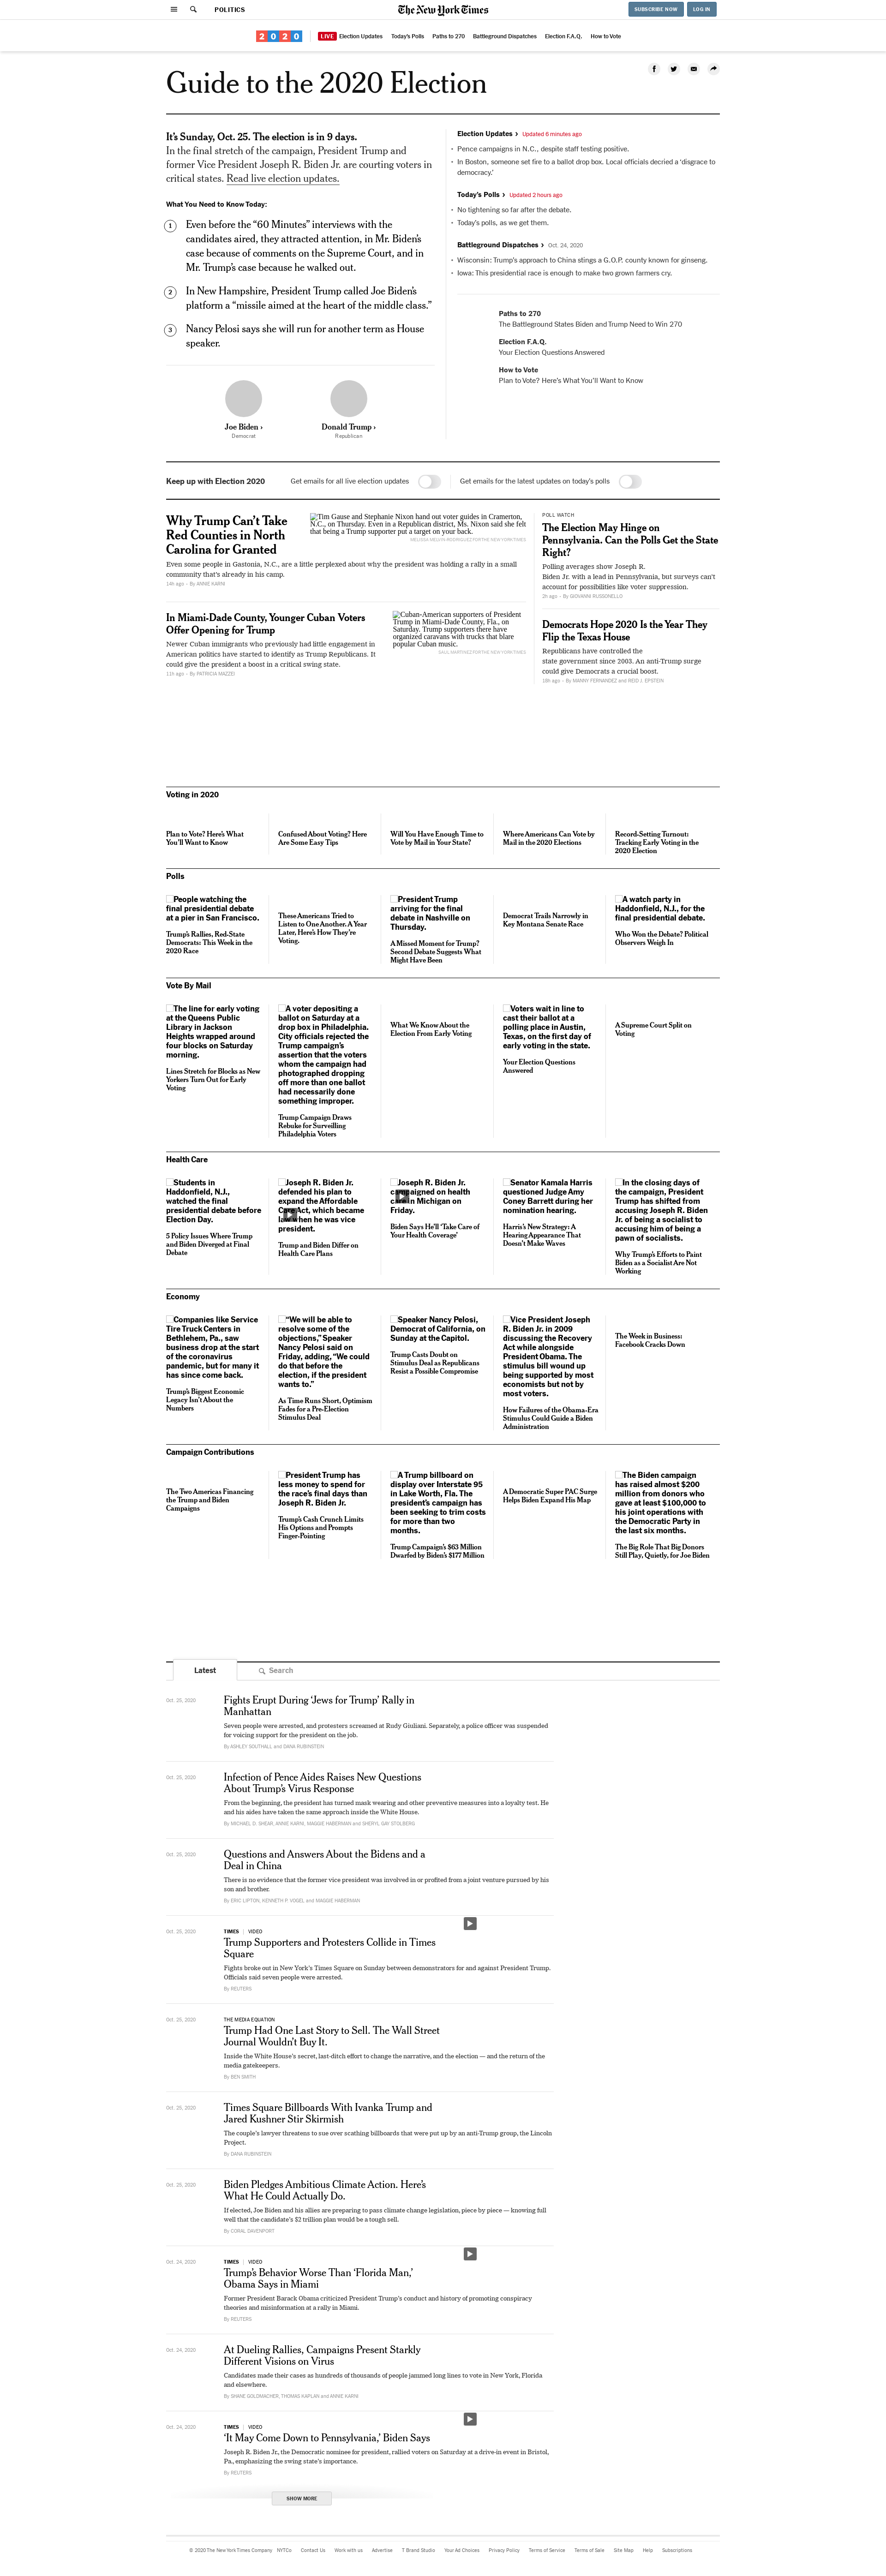 POLITICS
The New York Times
SUBSCRIBE NOW
LOG IN
2020
LIVE Election Updates
Today's Polls
Paths to 270
Battleground Dispatches
Election F.A.Q.
How to Vote
Guide to the 2020 Election
It's Sunday, Oct. 25. The election is in 9 days.
In the final stretch of the campaign, President Trump and
former Vice President Joseph R. Biden Jr. are courting voters in
critical states. Read live election updates.
What You Need to Know Today:
1 Even before the “60 Minutes” interviews with the
candidates aired, they attracted attention, in Mr. Biden's
case because of comments on the Supreme Court, and in
Mr. Trump's case because he walked out.
2 In New Hampshire, President Trump called Joe Biden's
platform a “missile aimed at the heart of the middle class.”
3 Nancy Pelosi says she will run for another term as House
speaker.
Joe Biden ›
Democrat
Donald Trump ›
Republican
Election Updates › Updated 6 minutes ago
• Pence campaigns in N.C., despite staff testing positive.
• In Boston, someone set fire to a ballot drop box. Local officials decried a ‘disgrace to
democracy.’
Today's Polls › Updated 2 hours ago
• No tightening so far after the debate.
• Today's polls, as we get them.
Battleground Dispatches › Oct. 24, 2020
• Wisconsin: Trump's approach to China stings a G.O.P. county known for ginseng.
• Iowa: This presidential race is enough to make two grown farmers cry.
Paths to 270
The Battleground States Biden and Trump Need to Win 270
Election F.A.Q.
Your Election Questions Answered
How to Vote
Plan to Vote? Here's What You'll Want to Know
Keep up with Election 2020
Get emails for all live election updates
Get emails for the latest updates on today's polls
Why Trump Can't Take
Red Counties in North
Carolina for Granted
Tim Gause and Stephanie Nixon hand out voter guides in Cramerton,
N.C., on Thursday. Even in a Republican district, Ms. Nixon said she felt
that being a Trump supporter put a target on your back.
MELISSA MELVIN-RODRIGUEZ FOR THE NEW YORK TIMES
Even some people in Gastonia, N.C., are a little perplexed about why the president was holding a rally in a small
community that's already in his camp.
14h ago - By ANNIE KARNI
In Miami-Dade County, Younger Cuban Voters
Offer Opening for Trump
Newer Cuban immigrants who previously had little engagement in
American politics have started to identify as Trump Republicans. It
could give the president a boost in a critical swing state.
11h ago - By PATRICIA MAZZEI
Cuban-American supporters of President
Trump in Miami-Dade County, Fla., on
Saturday. Trump supporters there have
organized caravans with trucks that blare
popular Cuban music.
SAUL MARTINEZ FOR THE NEW YORK TIMES
POLL WATCH
The Election May Hinge on
Pennsylvania. Can the Polls Get the State
Right?
Polling averages show Joseph R.
Biden Jr. with a lead in Pennsylvania, but surveys can't
account for possibilities like voter suppression.
2h ago - By GIOVANNI RUSSONELLO
Democrats Hope 2020 Is the Year They
Flip the Texas House
Republicans have controlled the
state government since 2003. An anti-Trump surge
could give Democrats a crucial boost.
18h ago - By MANNY FERNANDEZ and REID J. EPSTEIN
Voting in 2020
Plan to Vote? Here's What
You'll Want to Know
Confused About Voting? Here
Are Some Easy Tips
Will You Have Enough Time to
Vote by Mail in Your State?
Where Americans Can Vote by
Mail in the 2020 Elections
Record-Setting Turnout:
Tracking Early Voting in the
2020 Election
Polls
People watching the
final presidential debate
at a pier in San Francisco.
Trump's Rallies, Red-State
Democrats: This Week in the
2020 Race
These Americans Tried to
Listen to One Another. A Year
Later, Here's How They're
Voting.
President Trump
arriving for the final
debate in Nashville on
Thursday.
A Missed Moment for Trump?
Second Debate Suggests What
Might Have Been
Democrat Trails Narrowly in
Key Montana Senate Race
A watch party in
Haddonfield, N.J., for the
final presidential debate.
Who Won the Debate? Political
Observers Weigh In
Vote By Mail
The line for early voting
at the Queens Public
Library in Jackson
Heights wrapped around
four blocks on Saturday
morning.
Lines Stretch for Blocks as New
Yorkers Turn Out for Early
Voting
A voter depositing a
ballot on Saturday at a
drop box in Philadelphia.
City officials rejected the
Trump campaign's
assertion that the voters
whom the campaign had
photographed dropping
off more than one ballot
had necessarily done
something improper.
Trump Campaign Draws
Rebuke for Surveilling
Philadelphia Voters
What We Know About the
Election From Early Voting
Voters wait in line to
cast their ballot at a
polling place in Austin,
Texas, on the first day of
early voting in the state.
Your Election Questions
Answered
A Supreme Court Split on
Voting
Health Care
Students in
Haddonfield, N.J.,
watched the final
presidential debate before
Election Day.
5 Policy Issues Where Trump
and Biden Diverged at Final
Debate
Joseph R. Biden Jr.
defended his plan to
expand the Affordable
Act, which became
when he was vice
president.
Trump and Biden Differ on
Health Care Plans
Joseph R. Biden Jr.
campaigned on health
in Michigan on
Friday.
Biden Says He'll ‘Take Care of
Your Health Coverage’
Senator Kamala Harris
questioned Judge Amy
Coney Barrett during her
nomination hearing.
Harris's New Strategy: A
Hearing Appearance That
Doesn't Make Waves
In the closing days of
the campaign, President
Trump has shifted from
accusing Joseph R. Biden
Jr. of being a socialist to
accusing him of being a
pawn of socialists.
Why Trump's Efforts to Paint
Biden as a Socialist Are Not
Working
Economy
Companies like Service
Tire Truck Centers in
Bethlehem, Pa., saw
business drop at the start
of the coronavirus
pandemic, but for many it
has since come back.
Trump's Biggest Economic
Legacy Isn't About the
Numbers
“We will be able to
resolve some of the
objections,” Speaker
Nancy Pelosi said on
Friday, adding, “We could
do that before the
election, if the president
wants to.”
As Time Runs Short, Optimism
Fades for a Pre-Election
Stimulus Deal
Speaker Nancy Pelosi,
Democrat of California, on
Sunday at the Capitol.
Trump Casts Doubt on
Stimulus Deal as Republicans
Resist a Possible Compromise
Vice President Joseph
R. Biden Jr. in 2009
discussing the Recovery
Act while alongside
President Obama. The
stimulus bill wound up
being supported by most
economists but not by
most voters.
How Failures of the Obama-Era
Stimulus Could Guide a Biden
Administration
The Week in Business:
Facebook Cracks Down
Campaign Contributions
The Two Americas Financing
the Trump and Biden
Campaigns
President Trump has
less money to spend for
the race's final days than
Joseph R. Biden Jr.
Trump's Cash Crunch Limits
His Options and Prompts
Finger-Pointing
A Trump billboard on
display over Interstate 95
in Lake Worth, Fla. The
president's campaign has
been seeking to trim costs
for more than two
months.
Trump Campaign's $63 Million
Dwarfed by Biden's $177 Million
A Democratic Super PAC Surge
Helps Biden Expand His Map
The Biden campaign
has raised almost $200
million from donors who
gave at least $100,000 to
his joint operations with
the Democratic Party in
the last six months.
The Big Role That Big Donors
Still Play, Quietly, for Joe Biden
Latest
Search
Oct. 25, 2020
Fights Erupt During ‘Jews for Trump’ Rally in
Manhattan
Seven people were arrested, and protesters screamed at Rudy Giuliani. Separately, a police officer was suspended
for voicing support for the president on the job.
By ASHLEY SOUTHALL and DANA RUBINSTEIN
Oct. 25, 2020
Infection of Pence Aides Raises New Questions
About Trump's Virus Response
From the beginning, the president has turned mask wearing and other preventive measures into a loyalty test. He
and his aides have taken the same approach inside the White House.
By MICHAEL D. SHEAR, ANNIE KARNI, MAGGIE HABERMAN and SHERYL GAY STOLBERG
Oct. 25, 2020
Questions and Answers About the Bidens and a
Deal in China
There is no evidence that the former vice president was involved in or profited from a joint venture pursued by his
son and brother.
By ERIC LIPTON, KENNETH P. VOGEL and MAGGIE HABERMAN
Oct. 25, 2020
TIMES | VIDEO
Trump Supporters and Protesters Collide in Times
Square
Fights broke out in New York's Times Square on Sunday between demonstrators for and against President Trump.
Officials said seven people were arrested.
By REUTERS
Oct. 25, 2020
THE MEDIA EQUATION
Trump Had One Last Story to Sell. The Wall Street
Journal Wouldn't Buy It.
Inside the White House's secret, last-ditch effort to change the narrative, and the election — and the return of the
media gatekeepers.
By BEN SMITH
Oct. 25, 2020
Times Square Billboards With Ivanka Trump and
Jared Kushner Stir Skirmish
The couple's lawyer threatens to sue over scathing billboards that were put up by an anti-Trump group, the Lincoln
Project.
By DANA RUBINSTEIN
Oct. 25, 2020
Biden Pledges Ambitious Climate Action. Here's
What He Could Actually Do.
If elected, Joe Biden and his allies are preparing to pass climate change legislation, piece by piece — knowing full
well that the candidate's $2 trillion plan would be a tough sell.
By CORAL DAVENPORT
Oct. 24, 2020
TIMES | VIDEO
Trump's Behavior Worse Than ‘Florida Man,’
Obama Says in Miami
Former President Barack Obama criticized President Trump's conduct and history of promoting conspiracy
theories and misinformation at a rally in Miami.
By REUTERS
Oct. 24, 2020
At Dueling Rallies, Campaigns Present Starkly
Different Visions on Virus
Candidates made their cases as hundreds of thousands of people jammed long lines to vote in New York, Florida
and elsewhere.
By SHANE GOLDMACHER, THOMAS KAPLAN and ANNIE KARNI
Oct. 24, 2020
TIMES | VIDEO
‘It May Come Down to Pennsylvania,’ Biden Says
Joseph R. Biden Jr., the Democratic nominee for president, rallied voters on Saturday at a drive-in event in Bristol,
Pa., emphasizing the swing state's importance.
By REUTERS
SHOW MORE
© 2020 The New York Times Company
NYTCo
Contact Us
Work with us
Advertise
T Brand Studio
Your Ad Choices
Privacy Policy
Terms of Service
Terms of Sale
Site Map
Help
Subscriptions